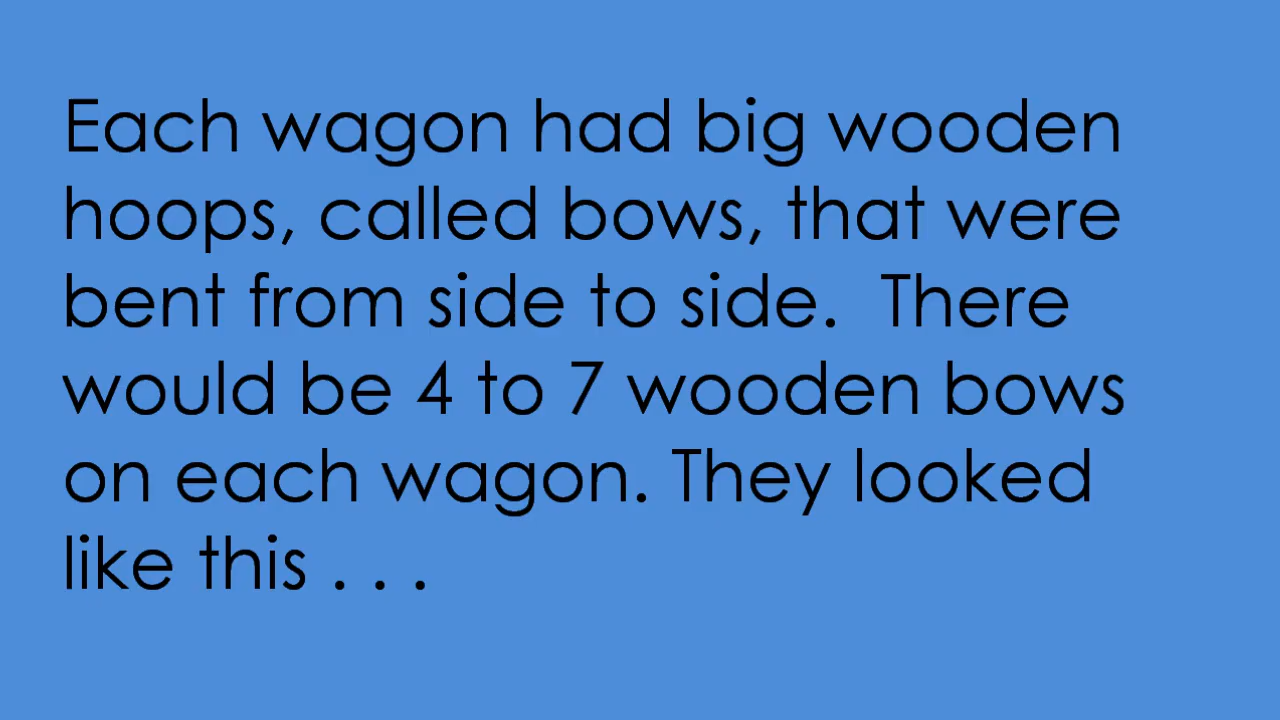 Each wagon had big wooden
hoops, called bows, that were
bent from side to side.  There
would be 4 to 7 wooden bows
on each wagon. They looked
like this . . .